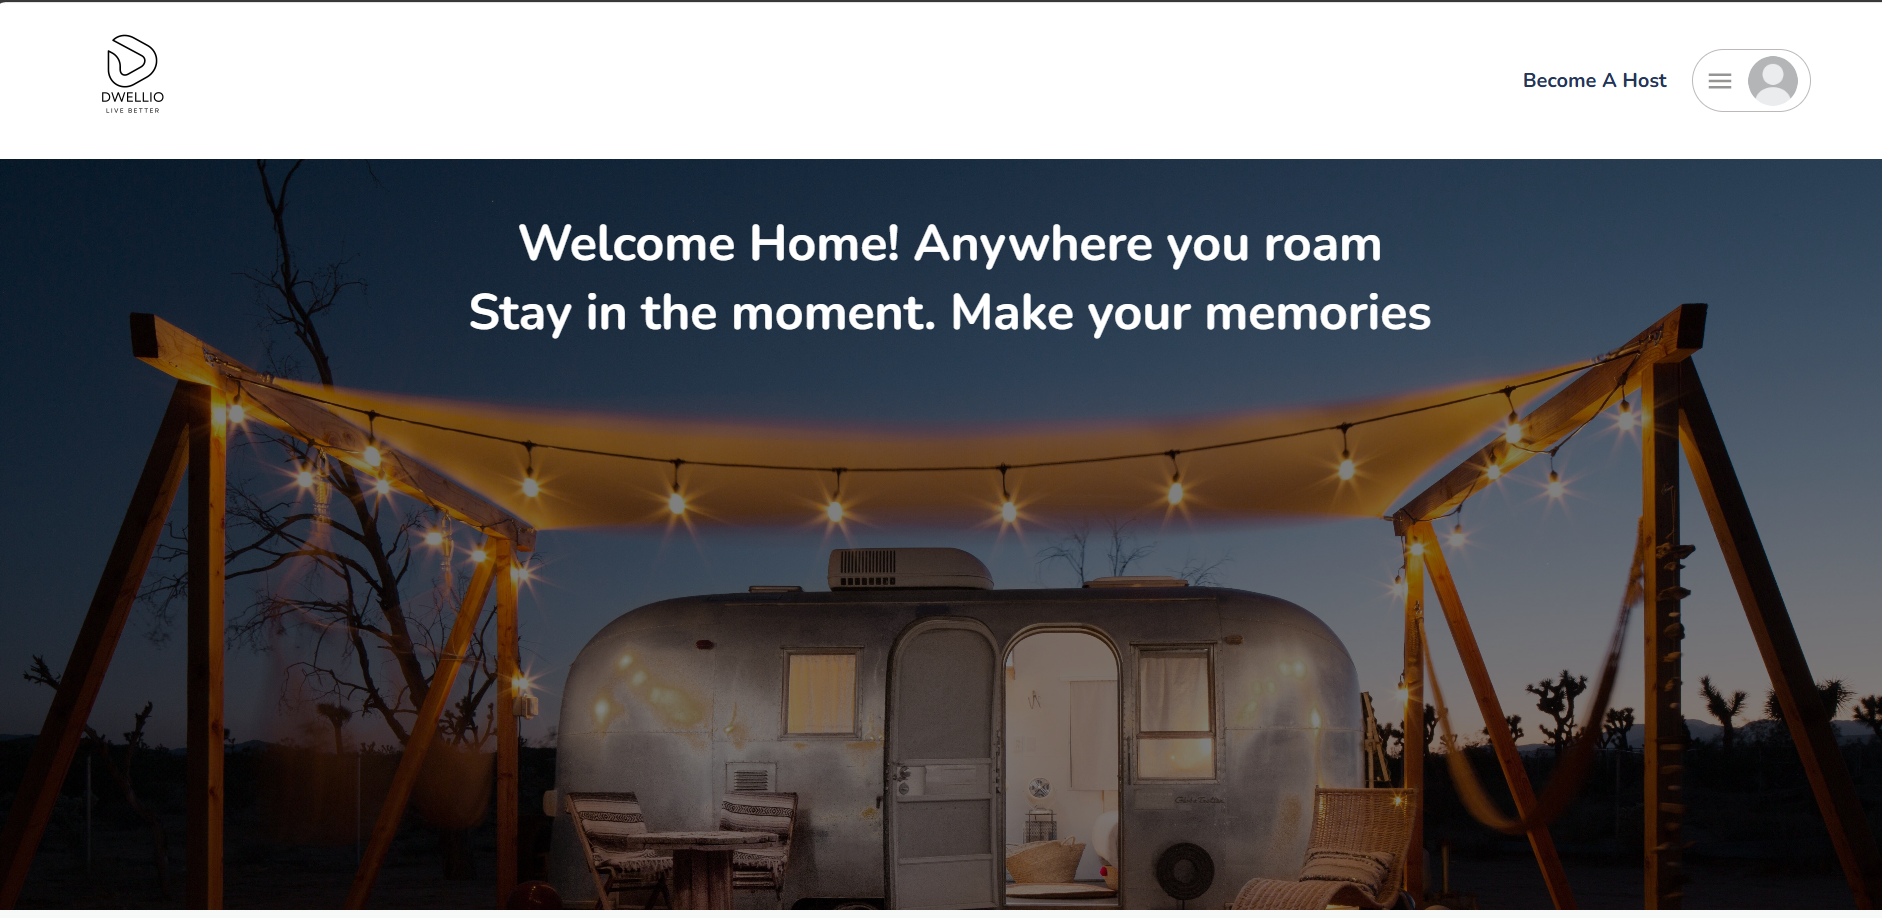 DWELLIO
LIVE BETTER
Become A Host
Welcome Home! Anywhere you roam
Stay in the moment. Make your memories